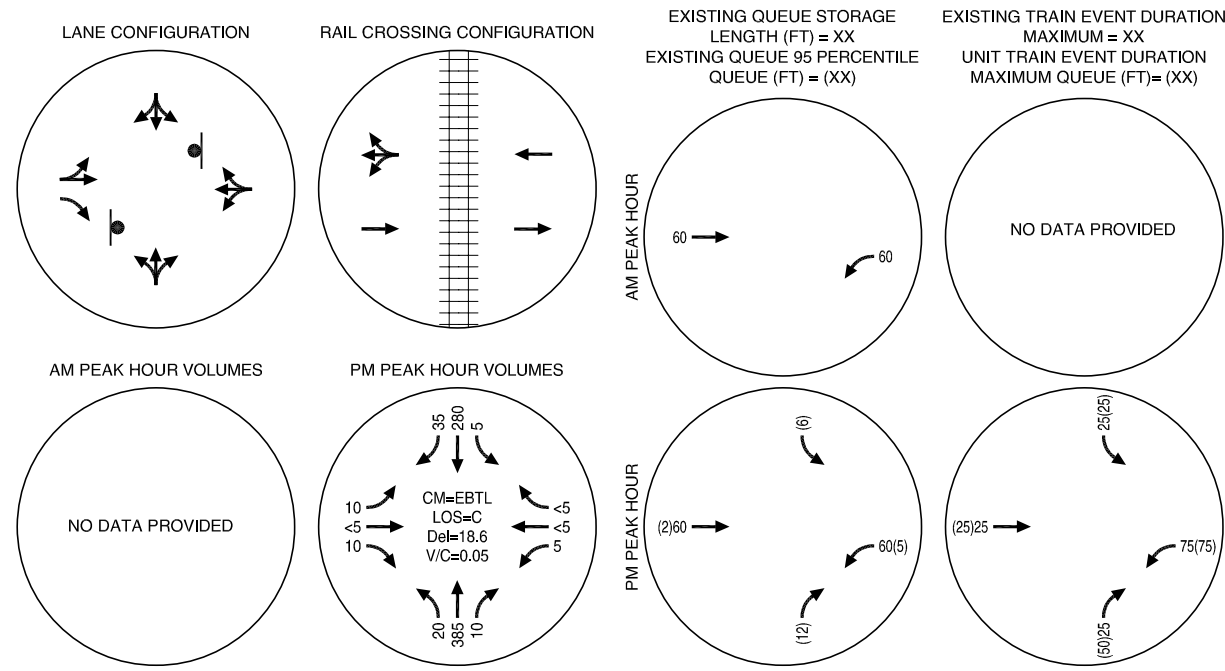 LANE CONFIGURATION
RAIL CROSSING CONFIGURATION
EXISTING QUEUE STORAGE
LENGTH (FT) = XX
EXISTING QUEUE 95 PERCENTILE
QUEUE (FT) = (XX)
EXISTING TRAIN EVENT DURATION
MAXIMUM = XX
UNIT TRAIN EVENT DURATION
MAXIMUM QUEUE (FT)= (XX)
AM PEAK HOUR
60
60
NO DATA PROVIDED
AM PEAK HOUR VOLUMES
NO DATA PROVIDED
PM PEAK HOUR VOLUMES
35
280
5
10
<5
10
CM=EBTL
LOS=C
Del=18.6
V/C=0.05
<5
<5
5
20
385
10
PM PEAK HOUR
(6)
(2)60
60(5)
(12)
25(25)
(25)25
75(75)
(50)25